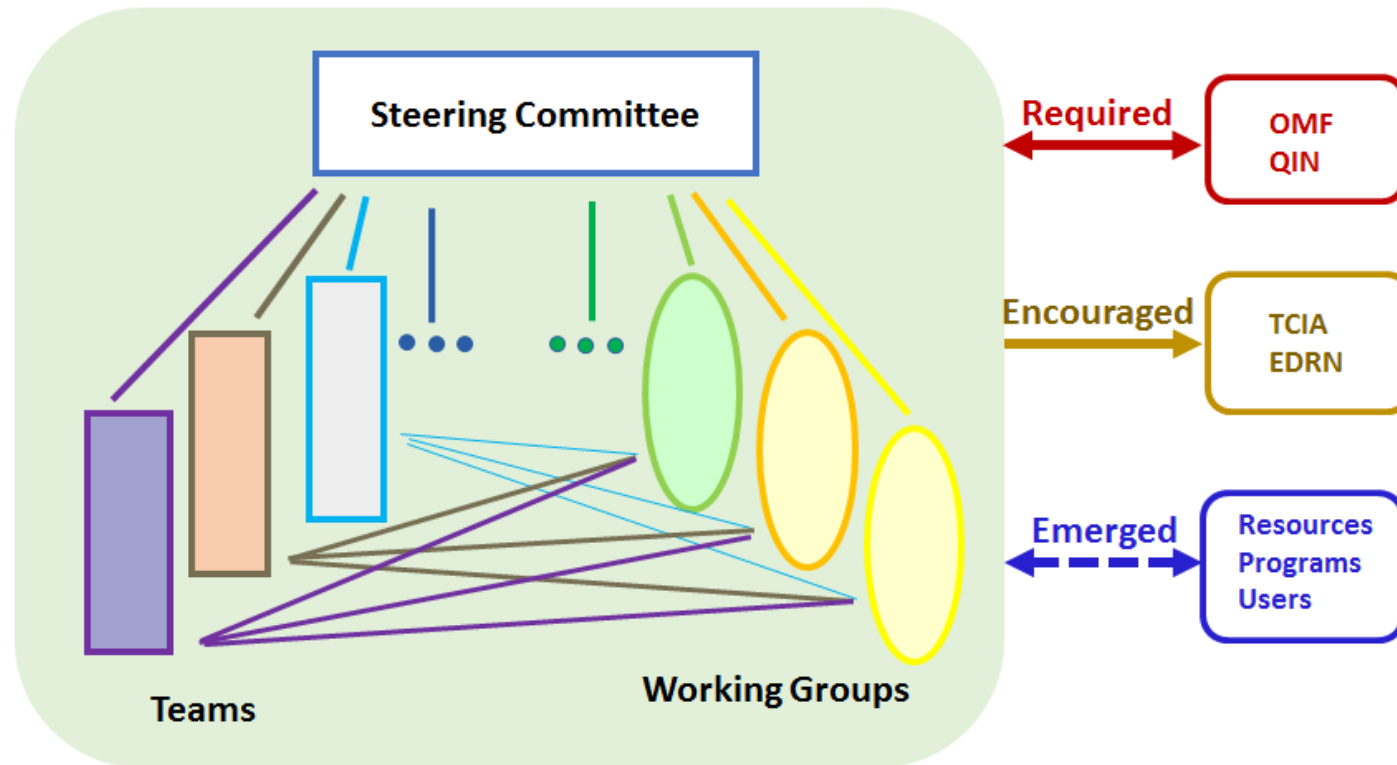 Steering Committee
Required
OMF
QIN
Encouraged
TCIA
EDRN
Emerged
Resources
Programs
Users
Teams
Working Groups